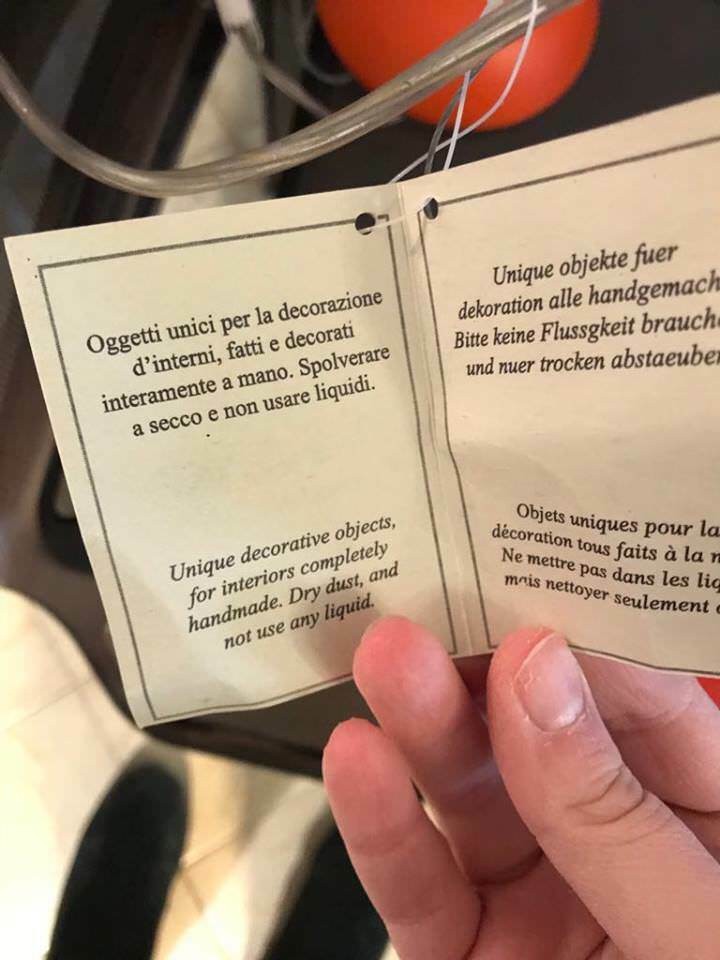 Oggetti unici per la decorazione
d'interni, fatti e decorati
interamente a mano. Spolverare
a secco e non usare liquidi.
Unique decorative objects,
for interiors completely
handmade. Dry dust, and
not use any liquid.
Unique objekte fuer
dekoration alle handgemach
Bitte keine Flussgkeit brauch
und nuer trocken abstaeuber
Objets uniques pour la
décoration tous faits à la
Ne mettre pas dans les liq
mais nettoyer seulement